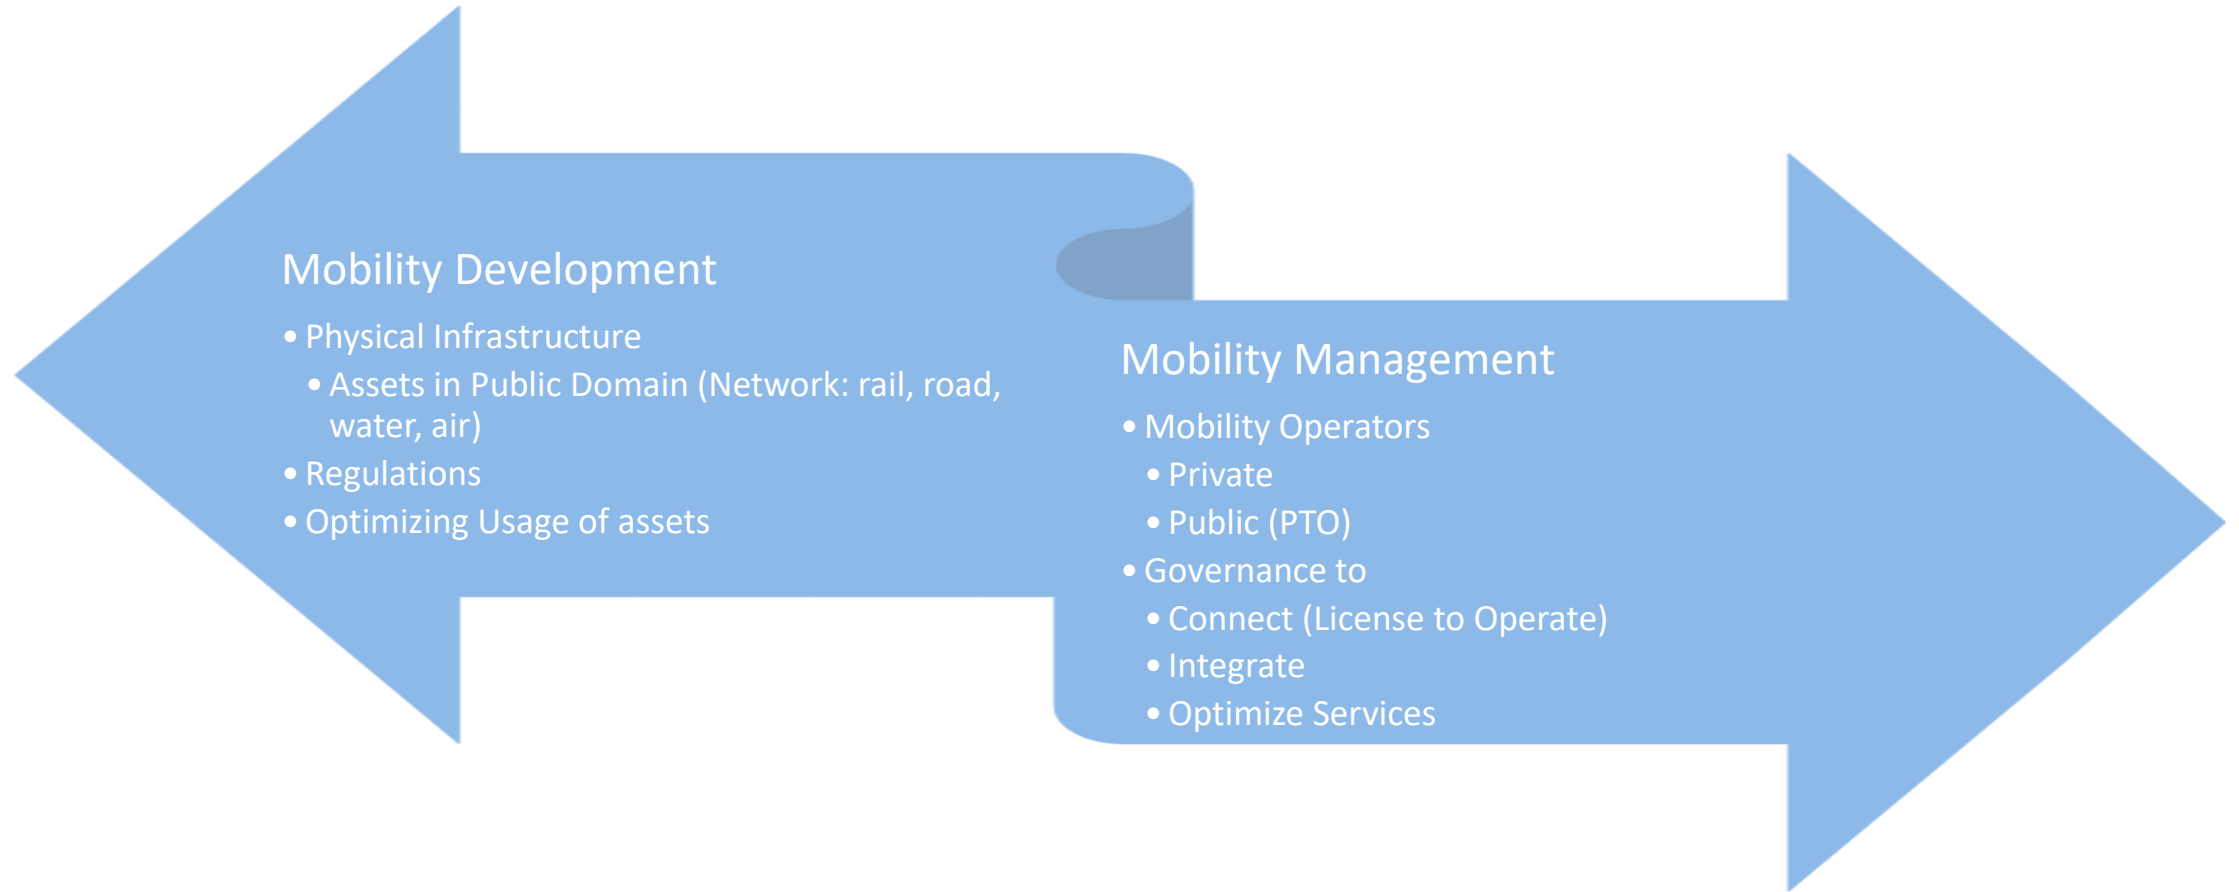 Mobility Development
• Physical Infrastructure
• Assets in Public Domain (Network: rail, road,
water, air)
• Regulations
• Optimizing Usage of assets
Mobility Management
• Mobility Operators
• Private
• Public (PTO)
• Governance to
• Connect (License to Operate)
• Integrate
• Optimize Services